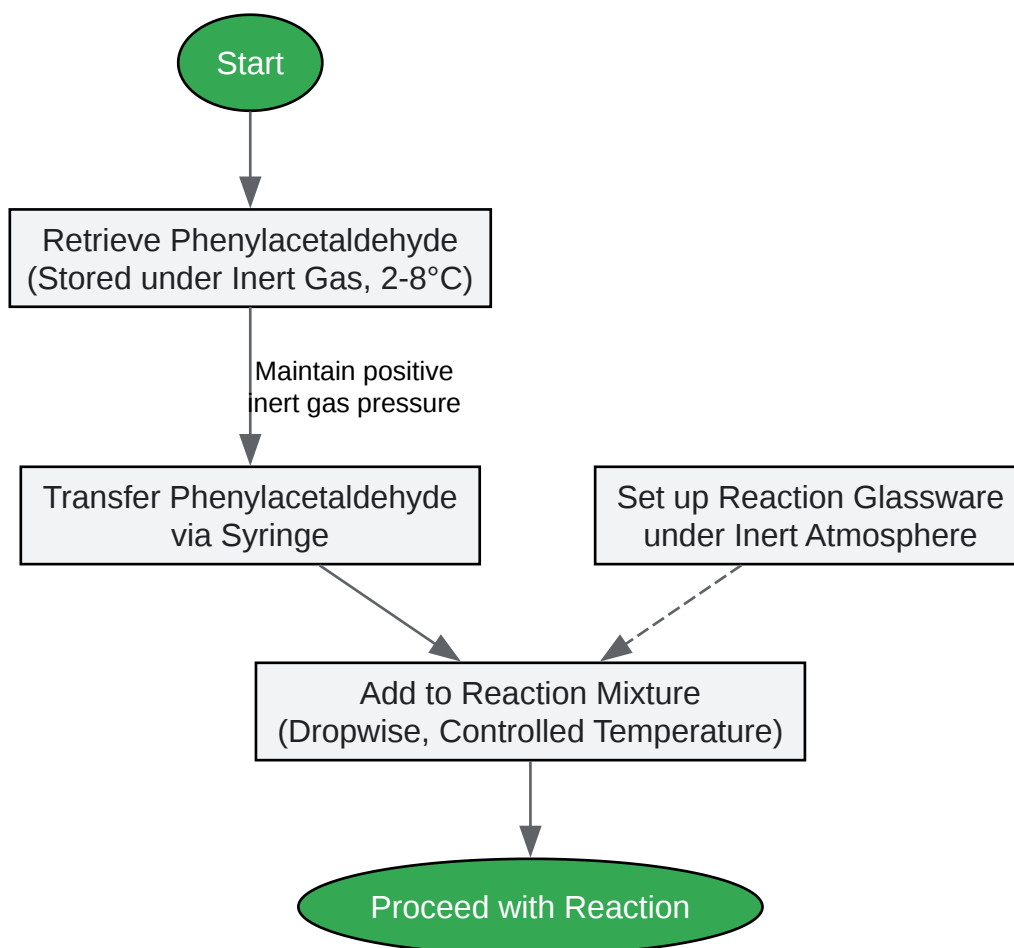 Start
Retrieve Phenylacetaldehyde
(Stored under Inert Gas, 2-8°C)
Maintain positive
inert gas pressure
Transfer Phenylacetaldehyde
via Syringe
Set up Reaction Glassware
under Inert Atmosphere
Add to Reaction Mixture
(Dropwise, Controlled Temperature)
Proceed with Reaction